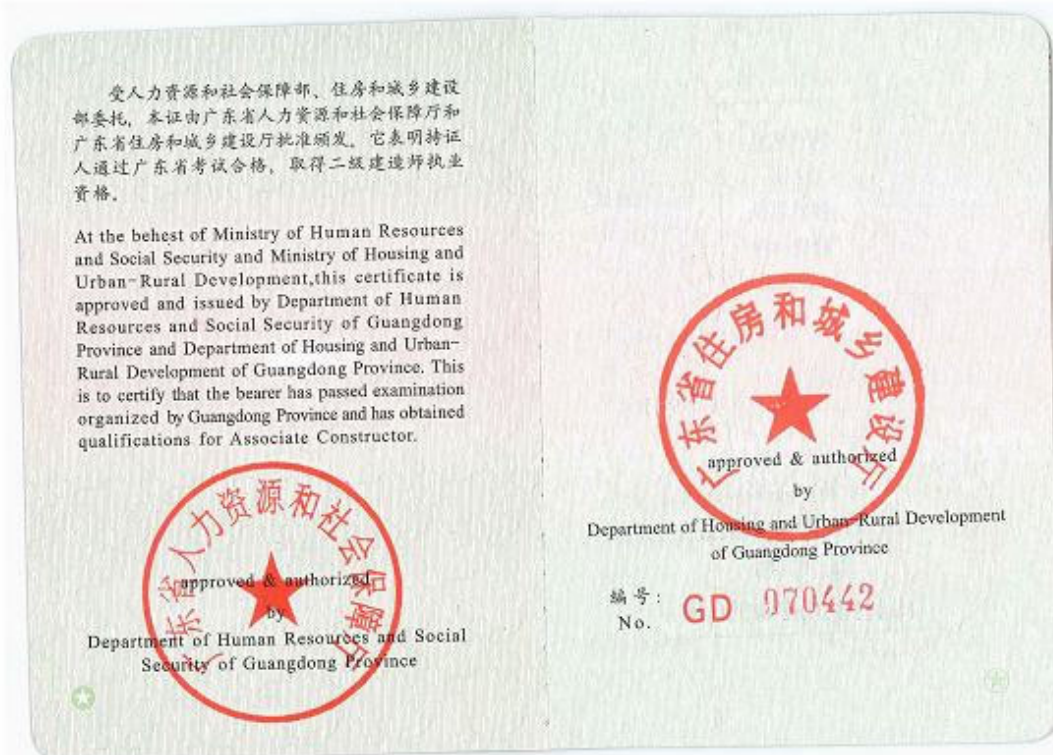 受人力资源和社会保障部、住房和城乡建设
部委托，本证由广东省人力资源和社会保障厅和
广东省住房和城乡建设厅批准颁发，它表明持证
人通过广东省考试合格，取得二级建造师执业
资格。
At the behest of Ministry of Human Resources
and Social Security and Ministry of Housing and
Urban-Rural Development,this certificate is
approved and issued by Department of Human
Resources and Social Security of Guangdong
Province and Department of Housing and Urban-
Rural Development of Guangdong Province. This
is to certify that the bearer has passed examination
organized by Guangdong Province and has obtained
qualifications for Associate Constructor.
广东省人力资源和社会保障厅
approved & authorized
by
Department of Human Resources and Social
Security of Guangdong Province
广东省住房和城乡建设厅
approved & authorized
by
Department of Housing and Urban-Rural Development
of Guangdong Province
编号：
No.
GD 970442